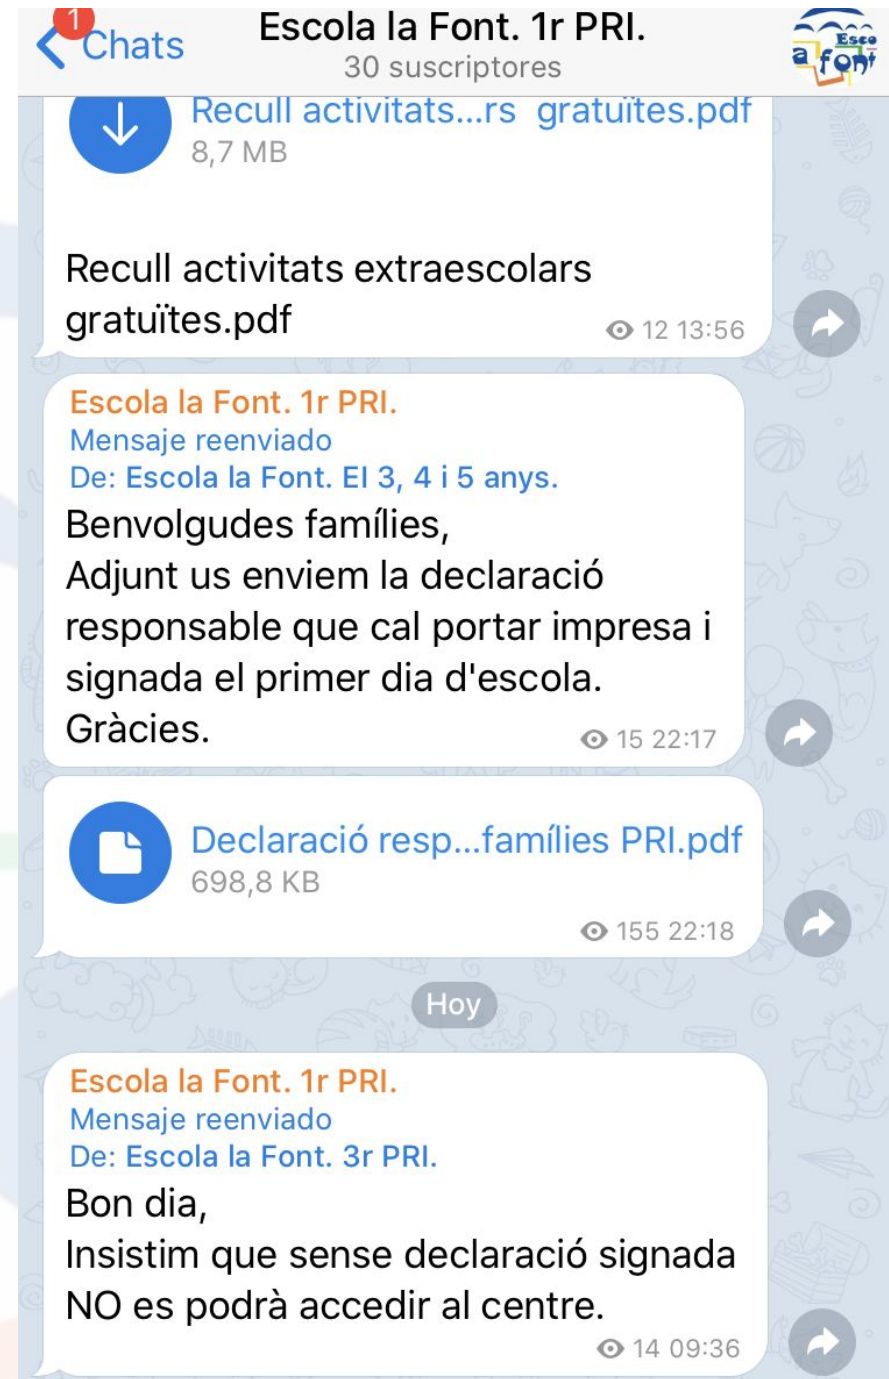 1
Chats
Escola la Font. 1r PRI.
30 suscriptores
Esco
a font
Recull activitats...rs gratuïtes.pdf
8,7 MB
Recull activitats extraescolars
gratuïtes.pdf
12 13:56
Escola la Font. 1r PRI.
Mensaje reenviado
De: Escola la Font. EI 3, 4 i 5 anys.
Benvolgudes famílies,
Adjunt us enviem la declaració
responsable que cal portar impresa i
signada el primer dia d'escola.
Gràcies.
15 22:17
Declaració resp...famílies PRI.pdf
698,8 KB
155 22:18
Hoy
Escola la Font. 1r PRI.
Mensaje reenviado
De: Escola la Font. 3r PRI.
Bon dia,
Insistim que sense declaració signada
NO es podrà accedir al centre.
14 09:36